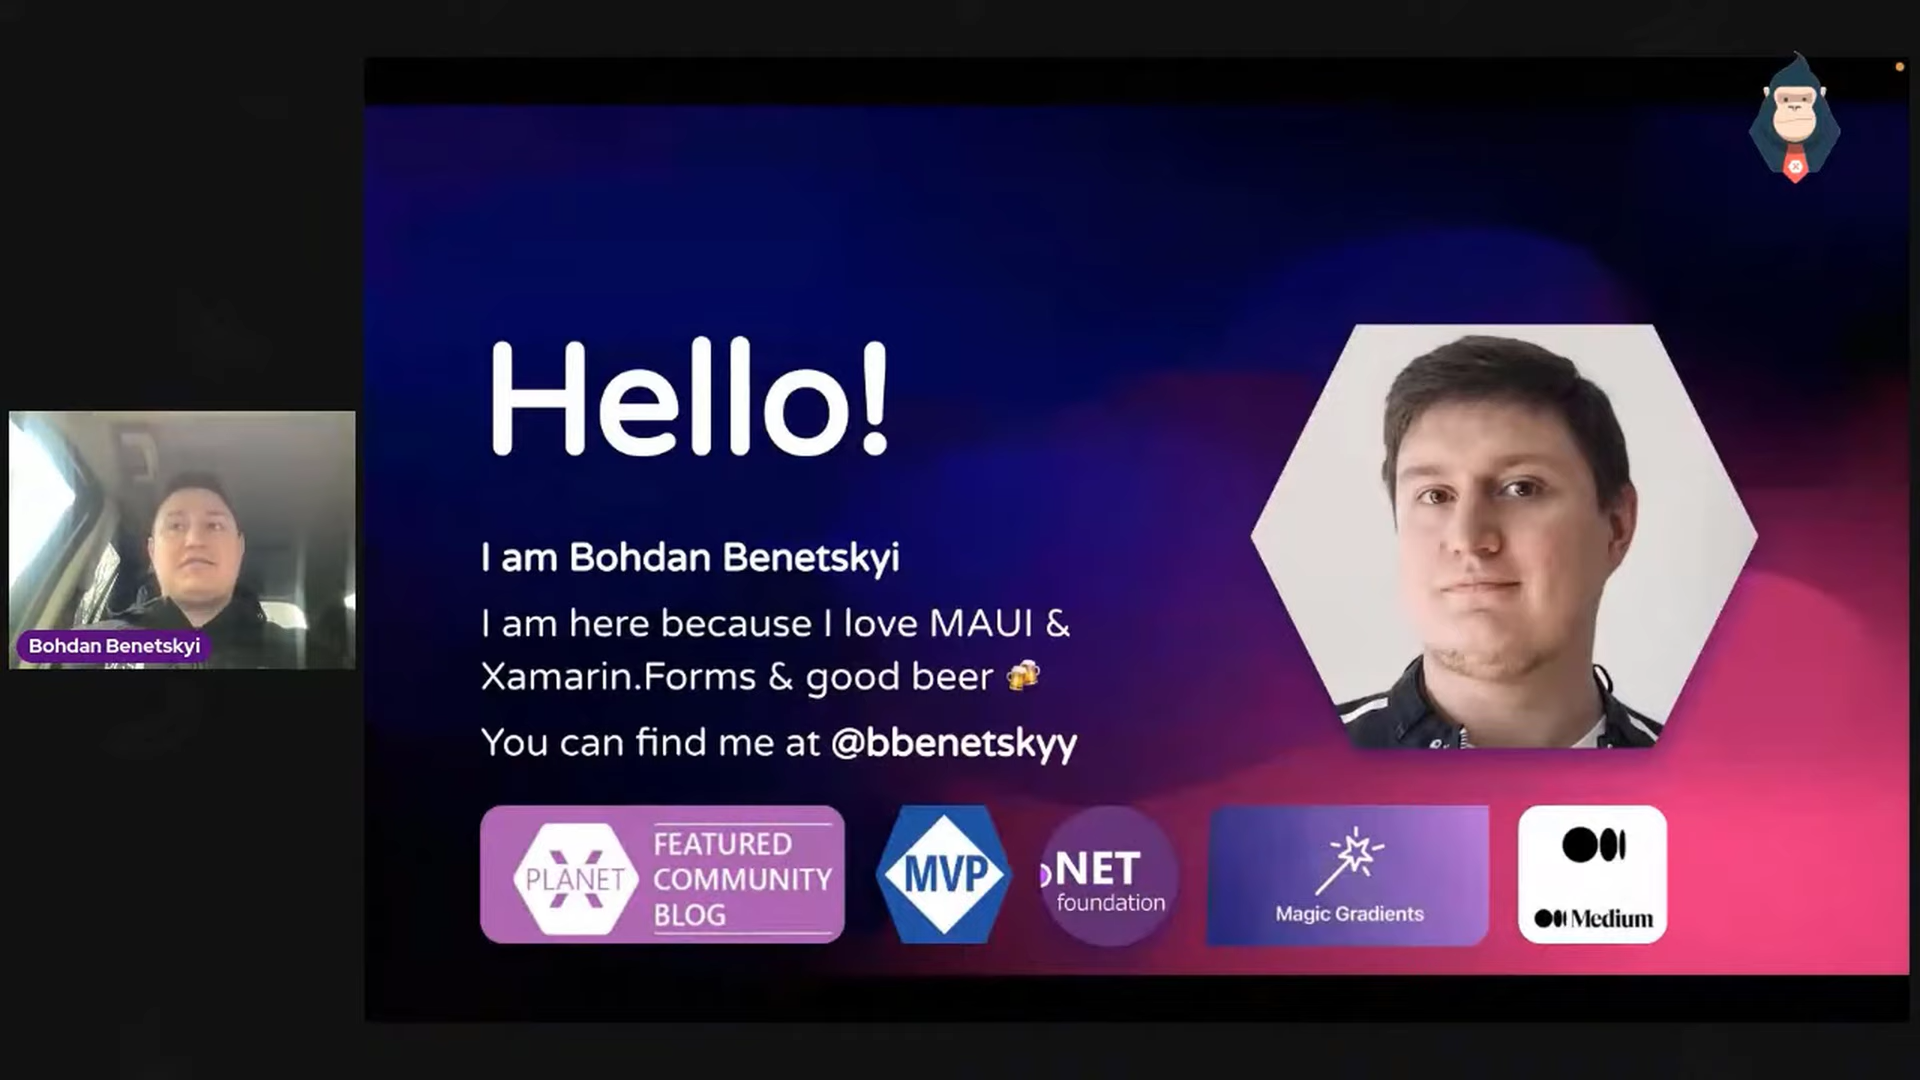 Hello!
I am Bohdan Benetskyi
I am here because I love MAUI &
Xamarin.Forms & good beer 🍻
You can find me at @bbenetskyy
Bohdan Benetskyi
PLANET
FEATURED
COMMUNITY
BLOG
MVP
NET
foundation
Magic Gradients
Medium